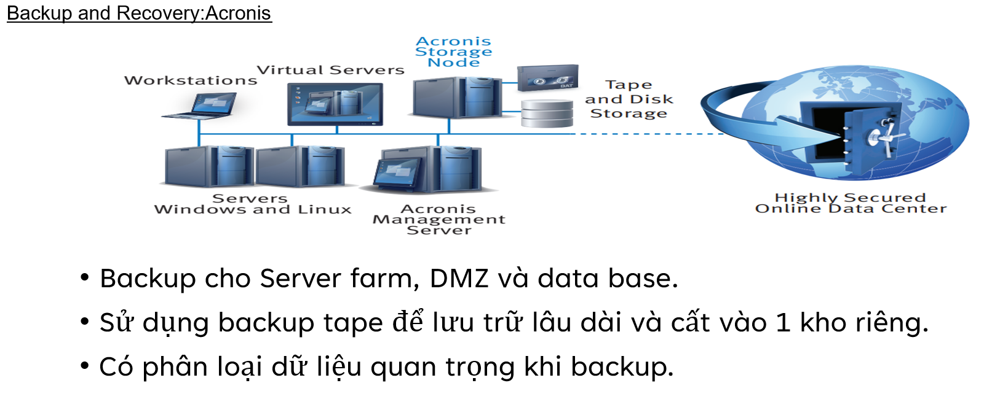 Backup and Recovery:Acronis
Acronis
Storage
Node
Virtual Servers
Workstations
DAT
Tape
and Disk
Storage
Servers
Windows and Linux
Acronis
Management
Server
Highly Secured
Online Data Center
• Backup cho Server farm, DMZ và data base.
• Sử dụng backup tape để lưu trữ lâu dài và cất vào 1 kho riêng.
• Có phân loại dữ liệu quan trọng khi backup.